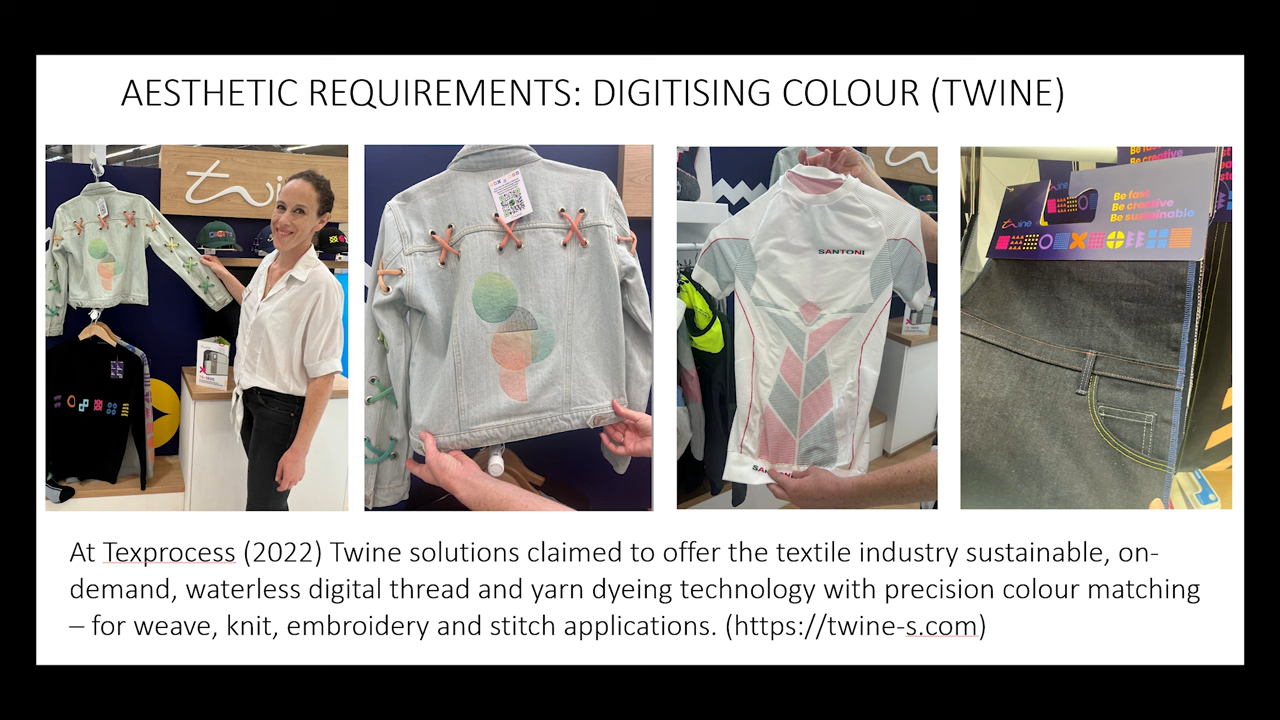 AESTHETIC REQUIREMENTS: DIGITISING COLOUR (TWINE)
twine
SANTONI
twine
Be fast
Be creative
Be sustainable
At Texprocess (2022) Twine solutions claimed to offer the textile industry sustainable, on-
demand, waterless digital thread and yarn dyeing technology with precision colour matching
– for weave, knit, embroidery and stitch applications. (https://twine-s.com)